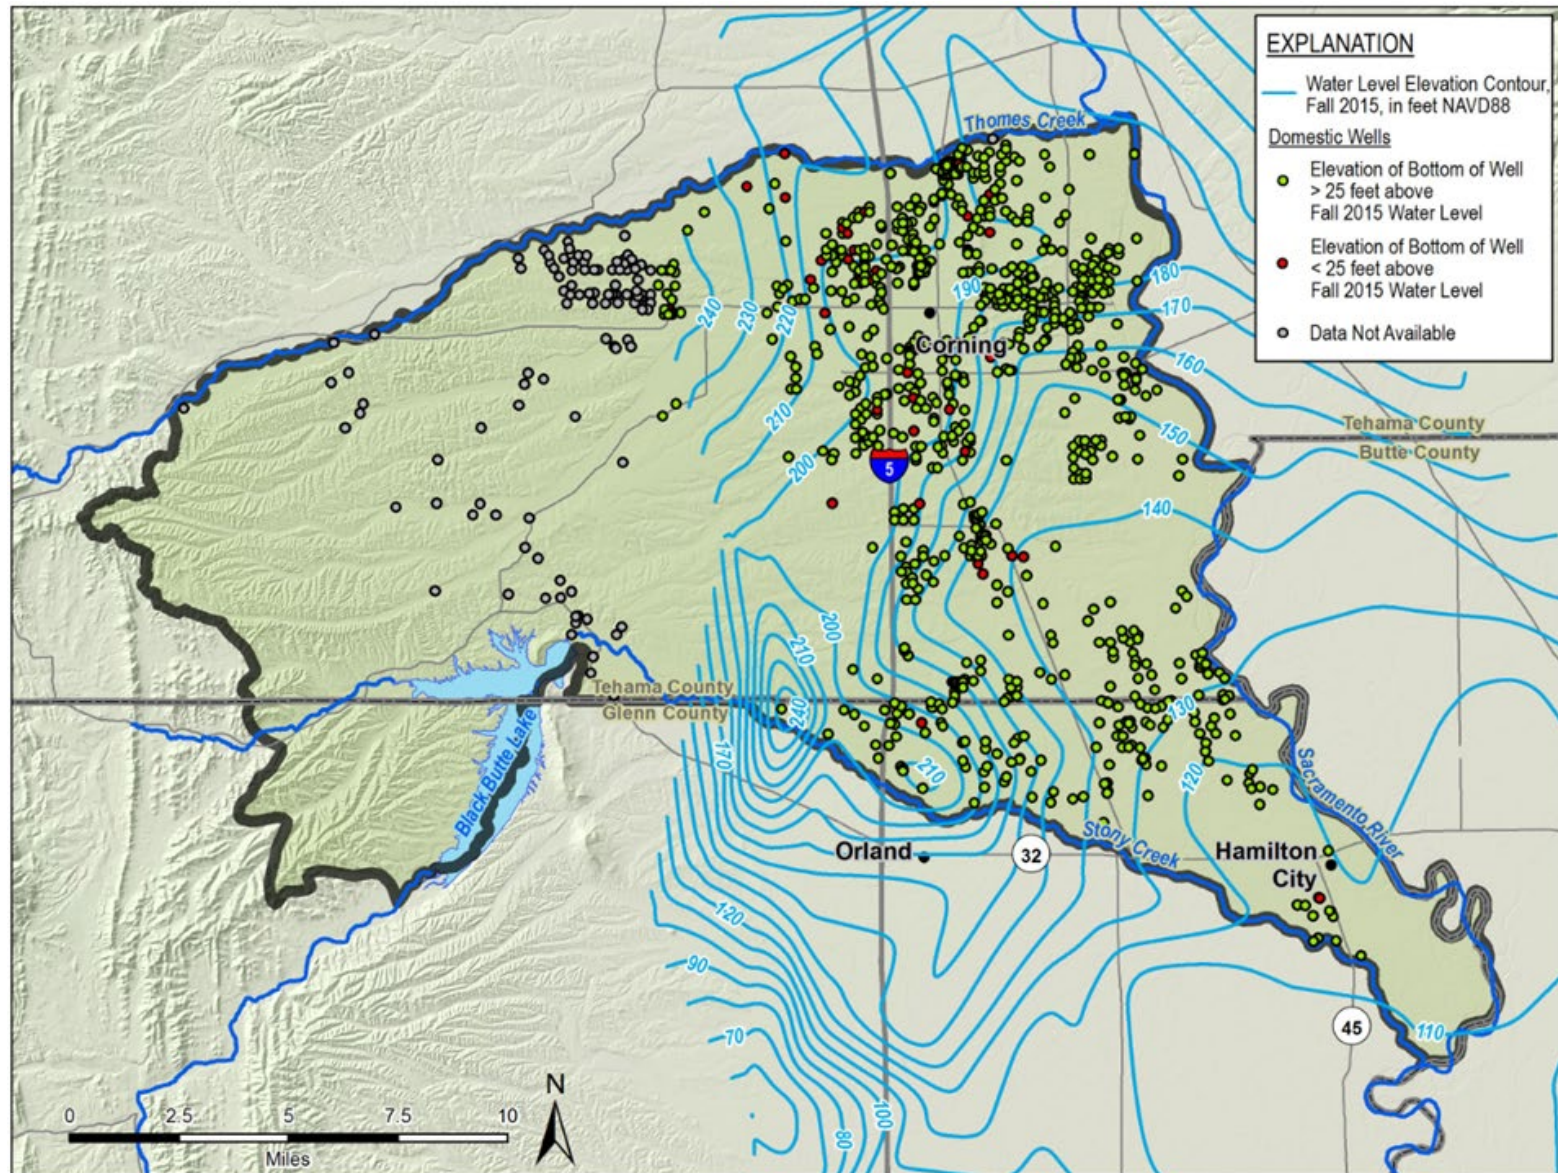 EXPLANATION
Water Level Elevation Contour,
Fall 2015, in feet NAVD88
Domestic Wells
Elevation of Bottom of Well
> 25 feet above
Fall 2015 Water Level
Elevation of Bottom of Well
< 25 feet above
Fall 2015 Water Level
Data Not Available
Thomes Creek
180
190
170
240
230
220
Corning
160
210
Tehama County
Butte County
150
200
5
140
200
210
Tehama County
Glenn County
240
130
170
210
120
Black Butte Lake
Sacramento River
Stony Creek
Orland
32
Hamilton
City
120
90
110
45
70
100
80
N
0 2.5 5 7.5 10
Miles